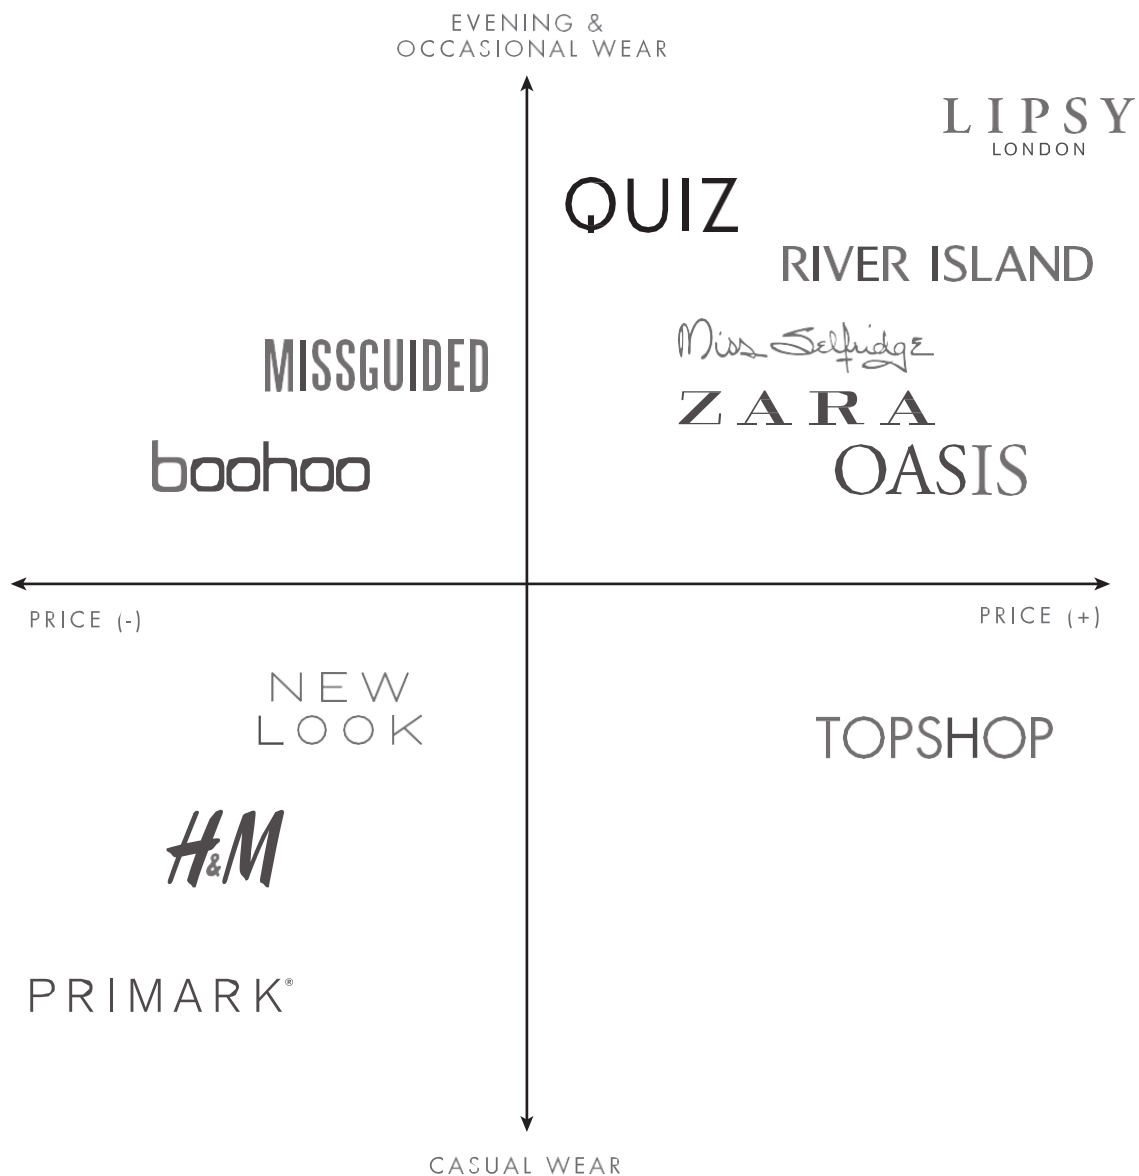 EVENING &
OCCASIONAL WEAR
LIPSY
LONDON
QUIZ
RIVER ISLAND
Miss Selfridge
MISSGUIDED
ZARA
boohoo
OASIS
PRICE (-)
PRICE (+)
NEW
LOOK
TOPSHOP
H&M
PRIMARK®
CASUAL WEAR